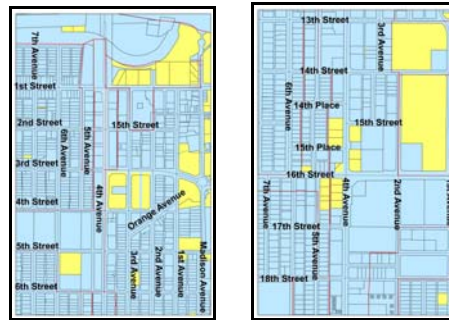 7th Avenue
1st Street
2nd Street
6th Avenue
5th Avenue
15th Street
3rd Street
4th Street
4th Avenue
Orange Avenue
5th Street
3rd Avenue
2nd Avenue
1st Avenue
Madison Avenue
6th Street
13th Street
3rd Avenue
14th Street
6th Avenue
14th Place
15th Street
15th Place
16th Street
7th Avenue
4th Avenue
2nd Avenue
17th Street
5th Avenue
18th Street